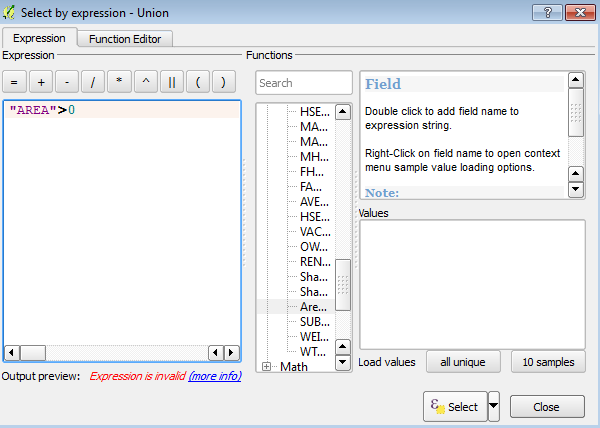 Select by expression - Union
?
Expression
Function Editor
Expression
Functions
= + - / * ^ || ( )
Search
"AREA">0
HSE...
MA...
MA...
MH...
FH...
FA...
AVE...
HSE...
VAC...
OW...
REN...
Sha...
Sha...
Are...
SUB...
WEI...
WT...
Math
Field
Double click to add field name to
expression string.
Right-Click on field name to open context
menu sample value loading options.
Note:
Values
Load values
all unique
10 samples
Output preview: Expression is invalid (more info)
ε Select
Close